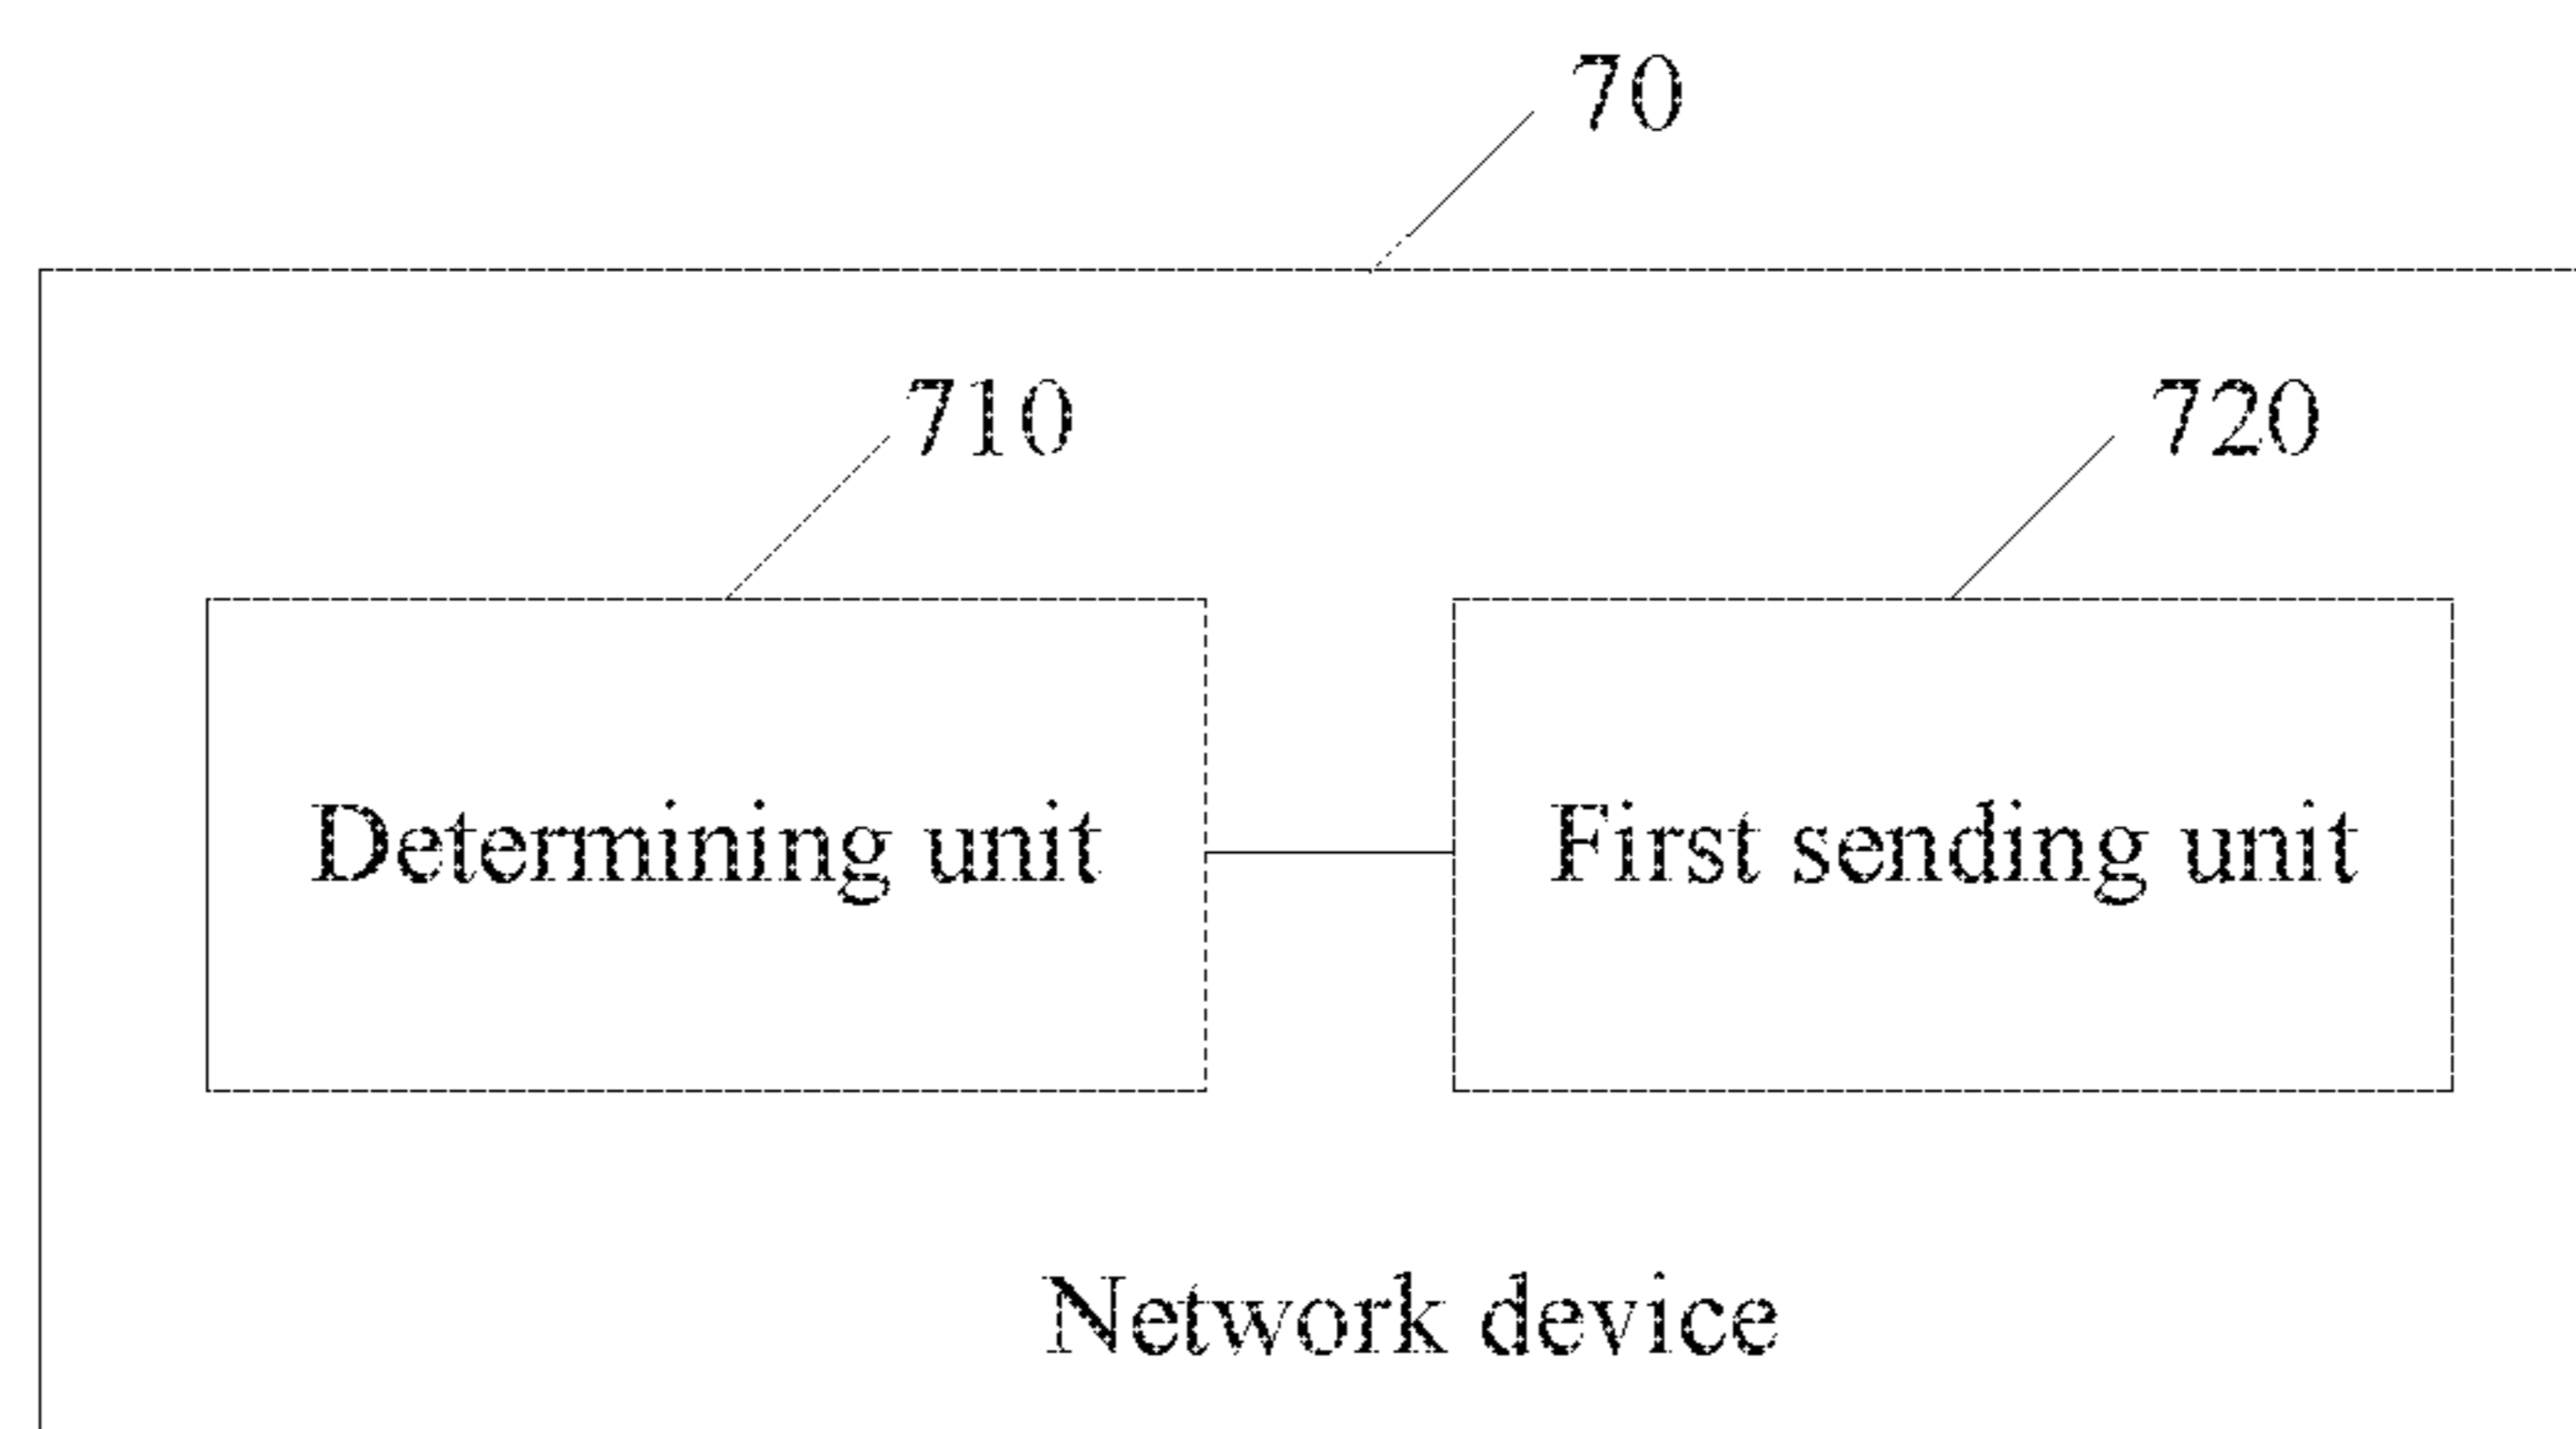 70
710
720
Determining unit
First sending unit
Network device